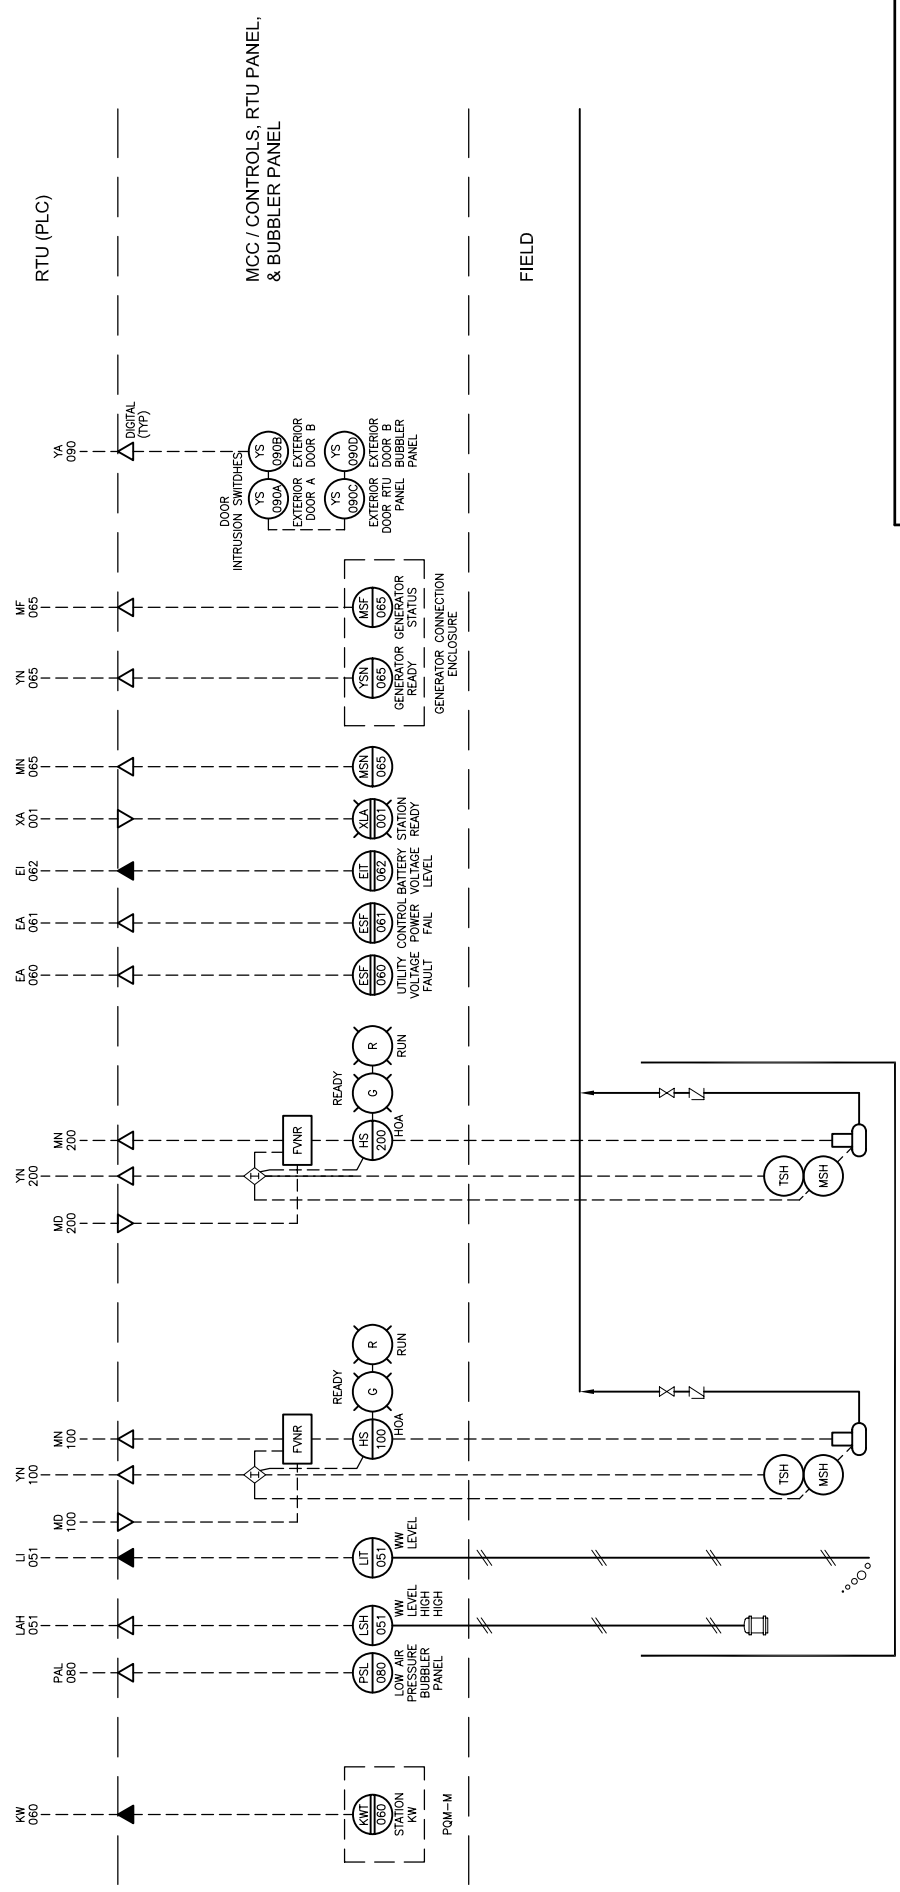 RTU (PLC)
MCC / CONTROLS, RTU PANEL,
& BUBBLER PANEL
FIELD
KW
060
PAL
080
LAH
051
LI
051
MD
100
YN
100
MN
100
MD
200
YN
200
MN
200
EA
060
EA
061
EI
062
XA
001
MN
065
YN
065
MF
065
YA
090
DIGITAL
(TYP)
DOOR
INTRUSION SWITDHES
YS
090A
YS
090B
EXTERIOR
DOOR A
EXTERIOR
DOOR B
YS
090C
YS
090D
EXTERIOR
DOOR RTU
PANEL
EXTERIOR
DOOR B
BUBBLER
PANEL
KWT
060
STATION
KW
PQM-M
PSL
080
LOW AIR
PRESSURE
BUBBLER
PANEL
LSH
051
WW
LEVEL
HIGH
HIGH
LIT
051
WW
LEVEL
I
FVNR
HS
100
HOA
READY
G
R
RUN
TSH
MSH
I
FVNR
HS
200
HOA
READY
G
R
RUN
TSH
MSH
ESF
060
UTILITY
VOLTAGE
FAULT
ESF
061
CONTROL
POWER
FAIL
EIT
062
BATTERY
VOLTAGE
LEVEL
XLA
001
STATION
READY
MSN
065
YSN
065
GENERATOR
READY
MSF
065
GENERATOR
STATUS
GENERATOR CONNECTION
ENCLOSURE